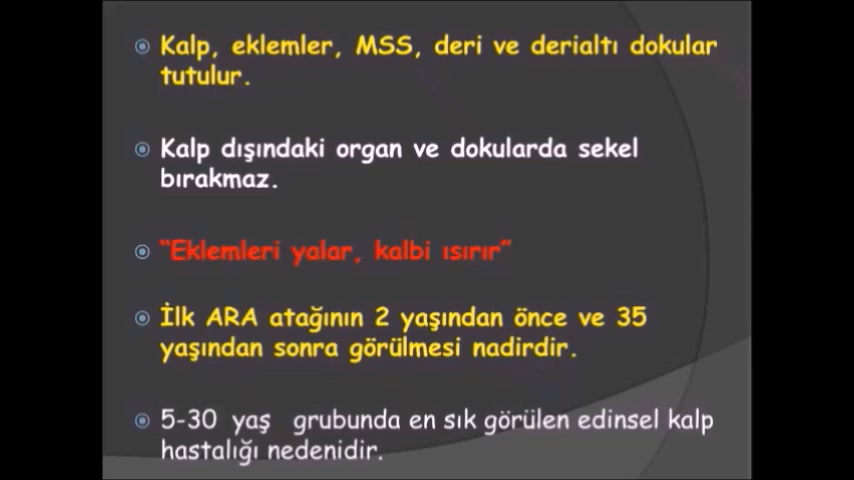 Kalp, eklemler, MSS, deri ve derialtı dokular
tutulur.
Kalp dışındaki organ ve dokularda sekel
bırakmaz.
“Eklemleri yalar, kalbi ısırır”
İlk ARA atağının 2 yaşından önce ve 35
yaşından sonra görülmesi nadirdir.
5-30 yaş grubunda en sık görülen edinsel kalp
hastalığı nedenidir.